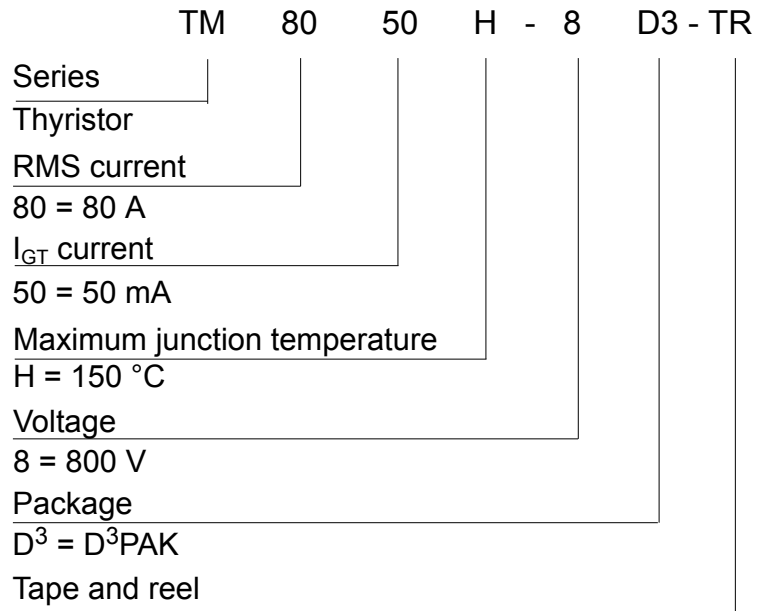 TM 80 50 H - 8 D3 - TR
Series
Thyristor
RMS current
80 = 80 A
IGT current
50 = 50 mA
Maximum junction temperature
H = 150 °C
Voltage
8 = 800 V
Package
D³ = D³PAK
Tape and reel